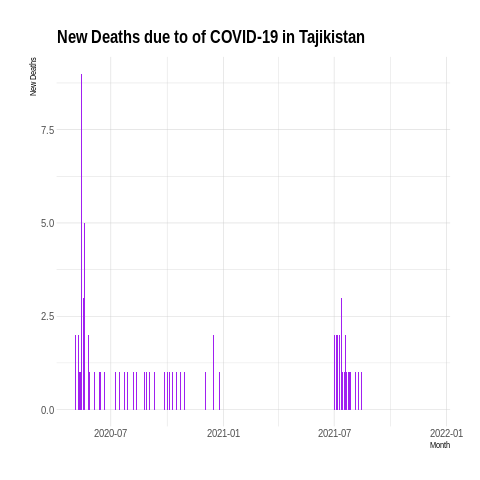 New Deaths due to of COVID-19 in Tajikistan
New Deaths
7.5
5.0
2.5
0.0
2020-07
2021-01
2021-07
2022-01
Month